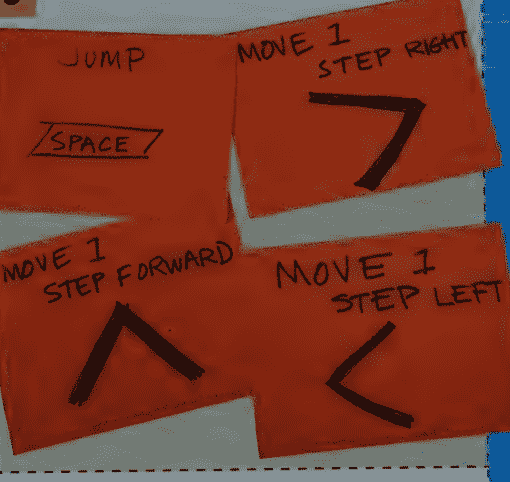 JUMP
SPACE
MOVE 1
STEP RIGHT
MOVE 1
STEP FORWARD
MOVE 1
STEP LEFT